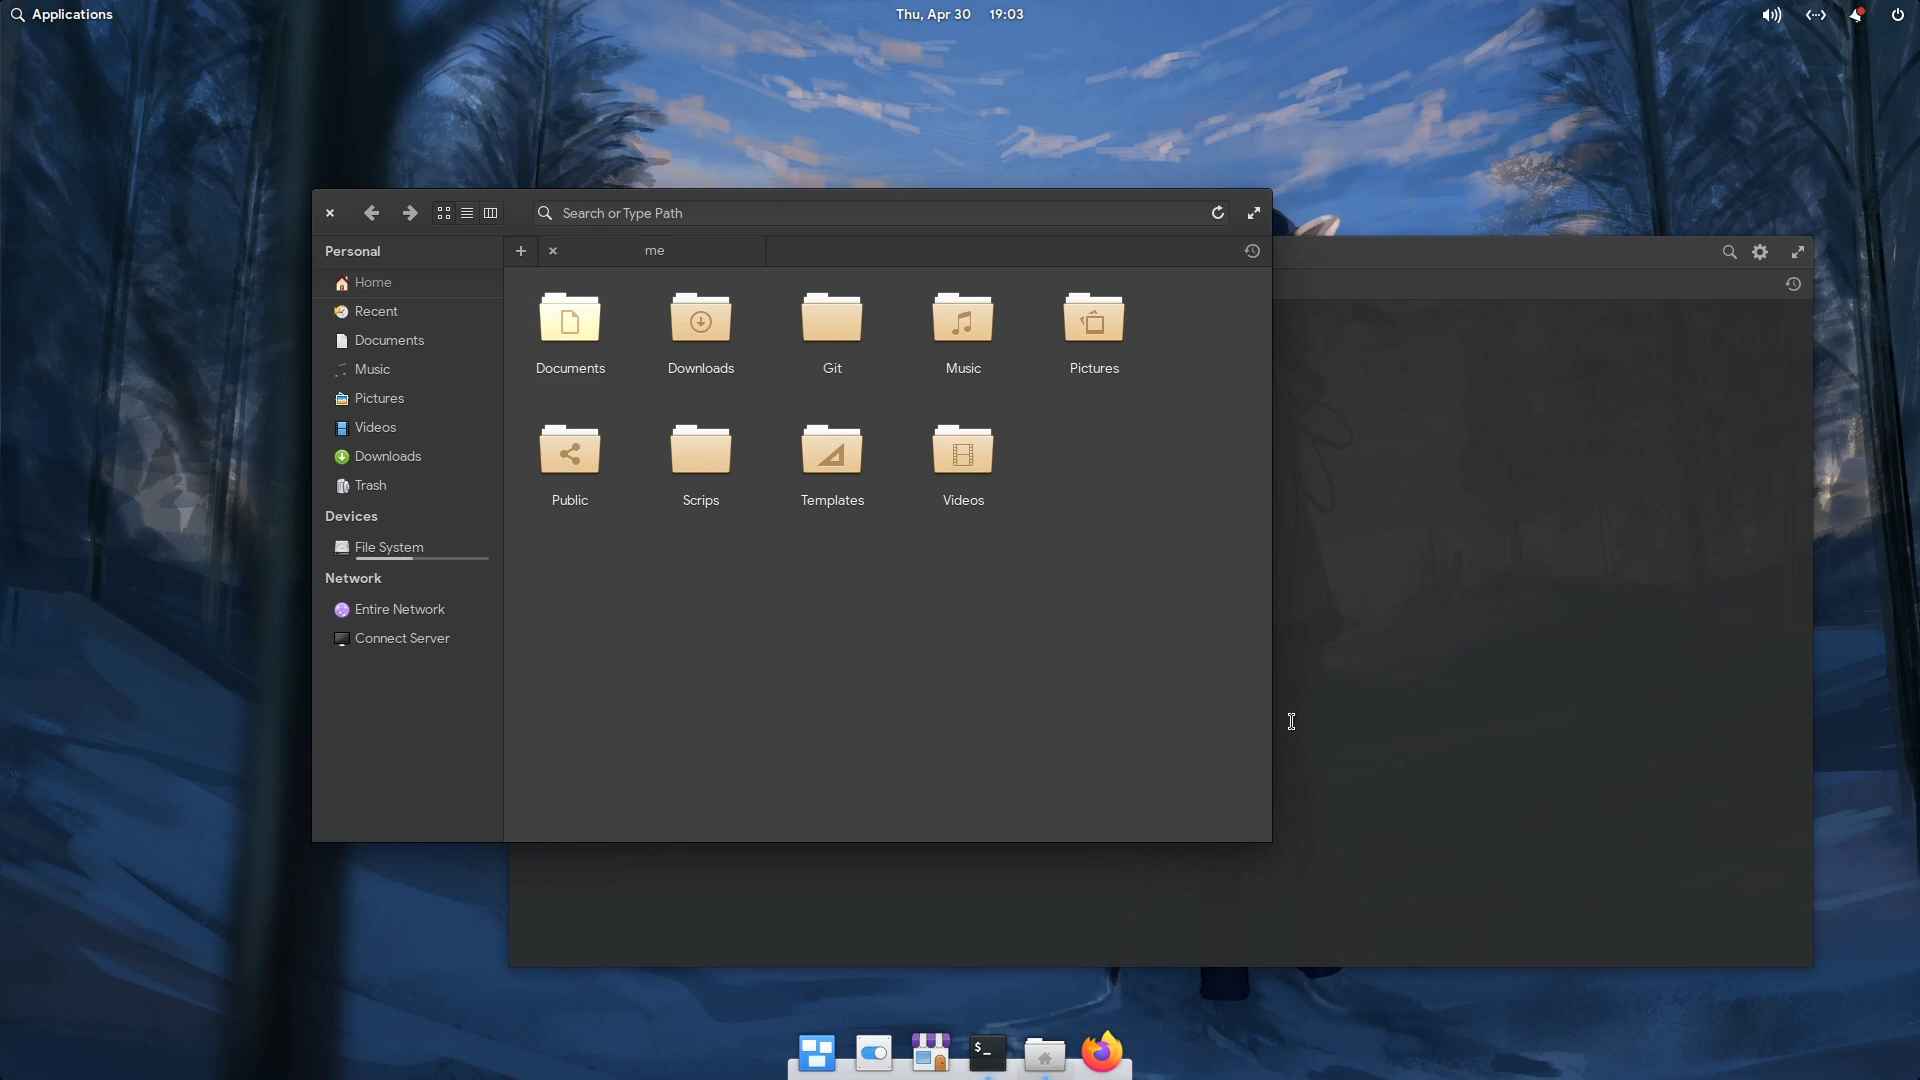 Applications
Thu, Apr 30 19:03
Search or Type Path
Personal
me
Home
Recent
Documents
Music
Pictures
Videos
Downloads
Trash
Devices
File System
Network
Entire Network
Connect Server
Documents
Downloads
Git
Music
Pictures
Public
Scrips
Templates
Videos
$_